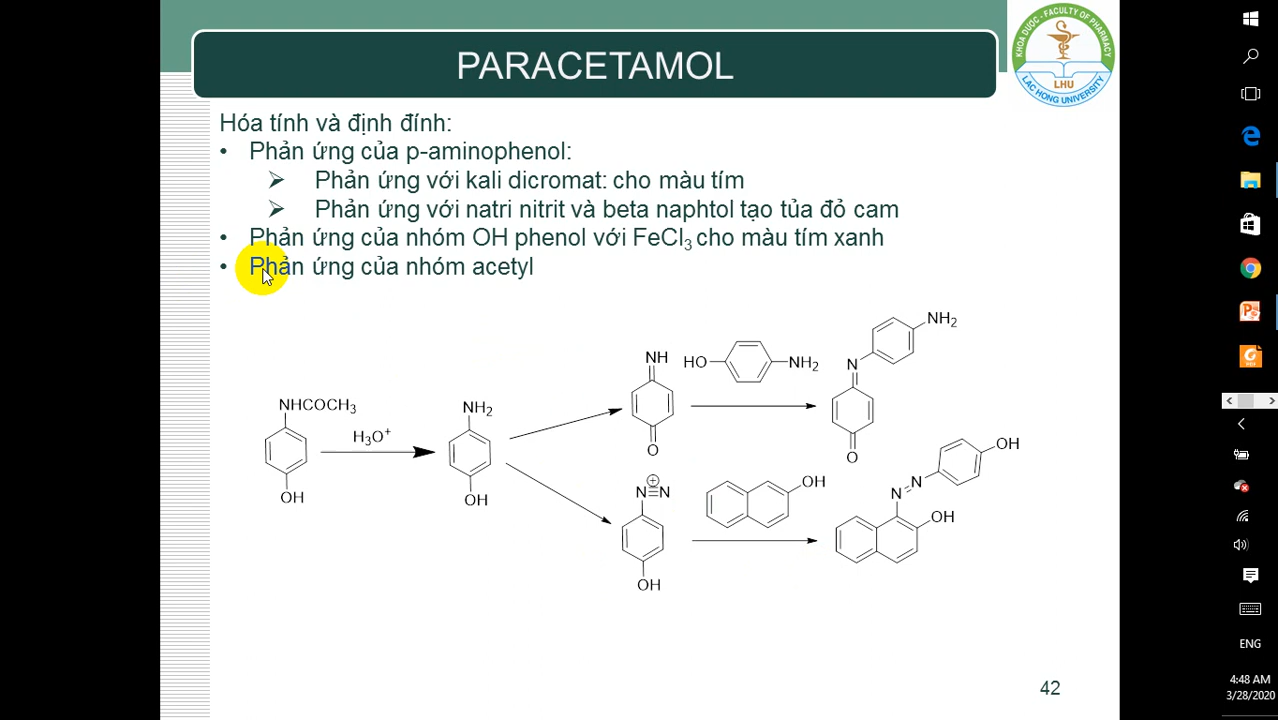 PARACETAMOL
KHOA DƯỢC - FACULTY OF PHARMACY
LHU
LAC HONG UNIVERSITY
Hóa tính và định đính:
• Phản ứng của p-aminophenol:
➢ Phản ứng với kali dicromat: cho màu tím
➢ Phản ứng với natri nitrit và beta naphtol tạo tủa đỏ cam
• Phản ứng của nhóm OH phenol với FeCl3 cho màu tím xanh
• Phản ứng của nhóm acetyl
NHCOCH3
OH
H3O+
NH2
OH
NH
O
HO
NH2
NH2
N
O
N≡N
⊕
OH
OH
OH
N
N
OH
42
ENG
4:48 AM
3/28/2020